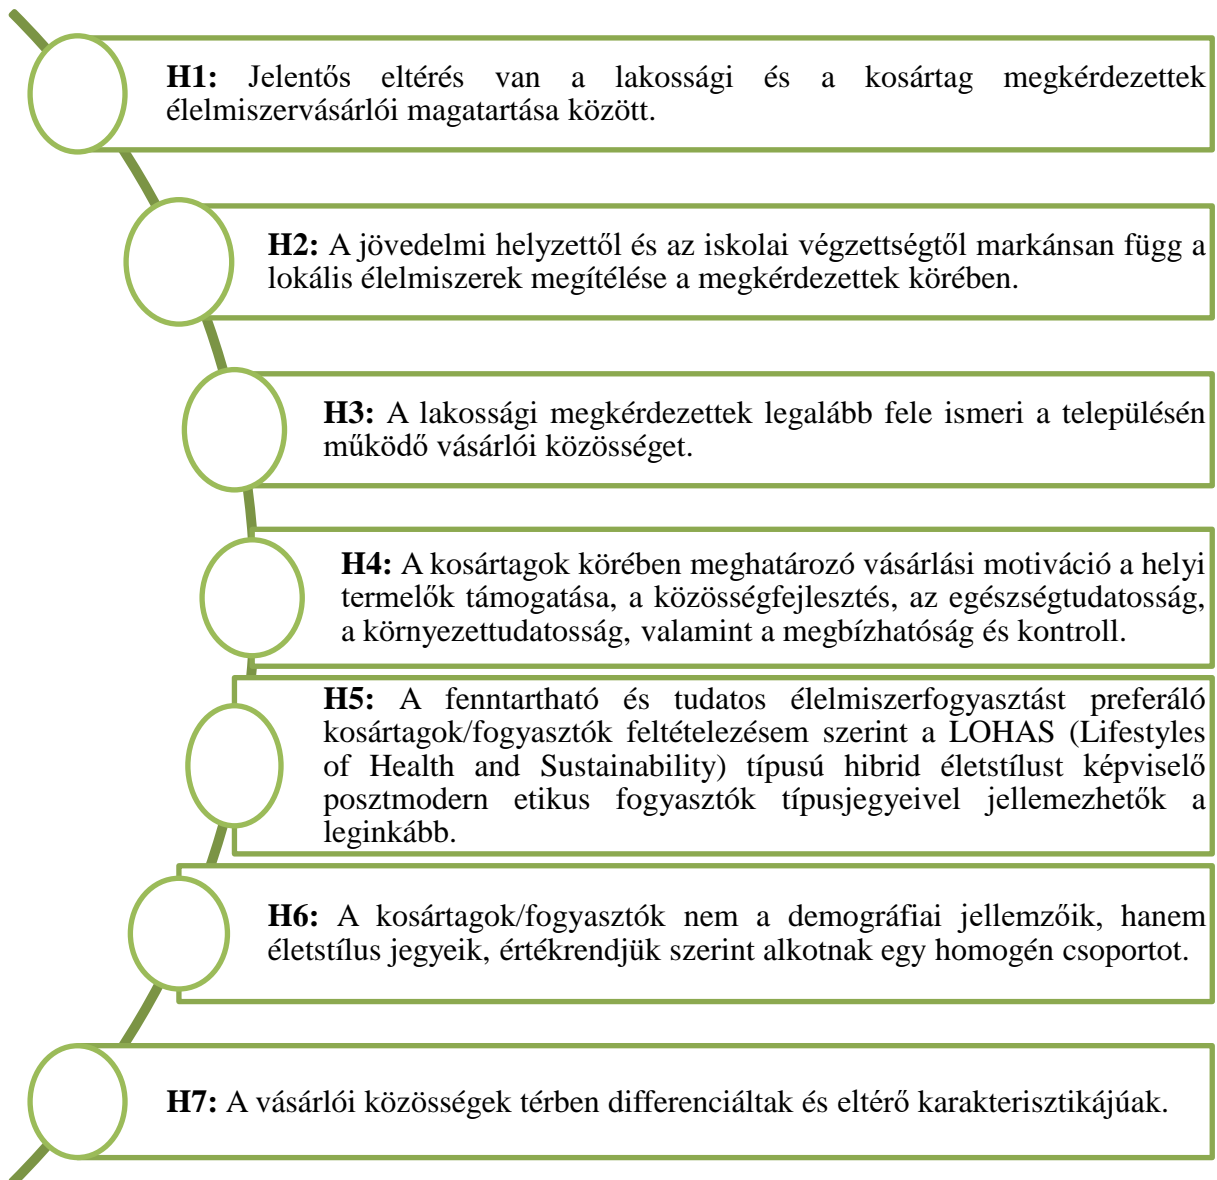 H1: Jelentős eltérés van a lakossági és a kosártag megkérdezettek
élelmiszervásárlói magatartása között.
H2: A jövedelmi helyzettől és az iskolai végzettségtől markánsan függ a
lokális élelmiszerek megítélése a megkérdezettek körében.
H3: A lakossági megkérdezettek legalább fele ismeri a településén
működő vásárlói közösséget.
H4: A kosártagok körében meghatározó vásárlási motiváció a helyi
termelők támogatása, a közösségfejlesztés, az egészségtudatosság,
a környezettudatosság, valamint a megbízhatóság és kontroll.
H5: A fenntartható és tudatos élelmiszerfogyasztást preferáló
kosártagok/fogyasztók feltételezésem szerint a LOHAS (Lifestyles
of Health and Sustainability) típusú hibrid életstílust képviselő
posztmodern etikus fogyasztók típusjegyeivel jellemezhetők a
leginkább.
H6: A kosártagok/fogyasztók nem a demográfiai jellemzőik, hanem
életstílus jegyeik, értékrendjük szerint alkotnak egy homogén csoportot.
H7: A vásárlói közösségek térben differenciáltak és eltérő karakterisztikájúak.